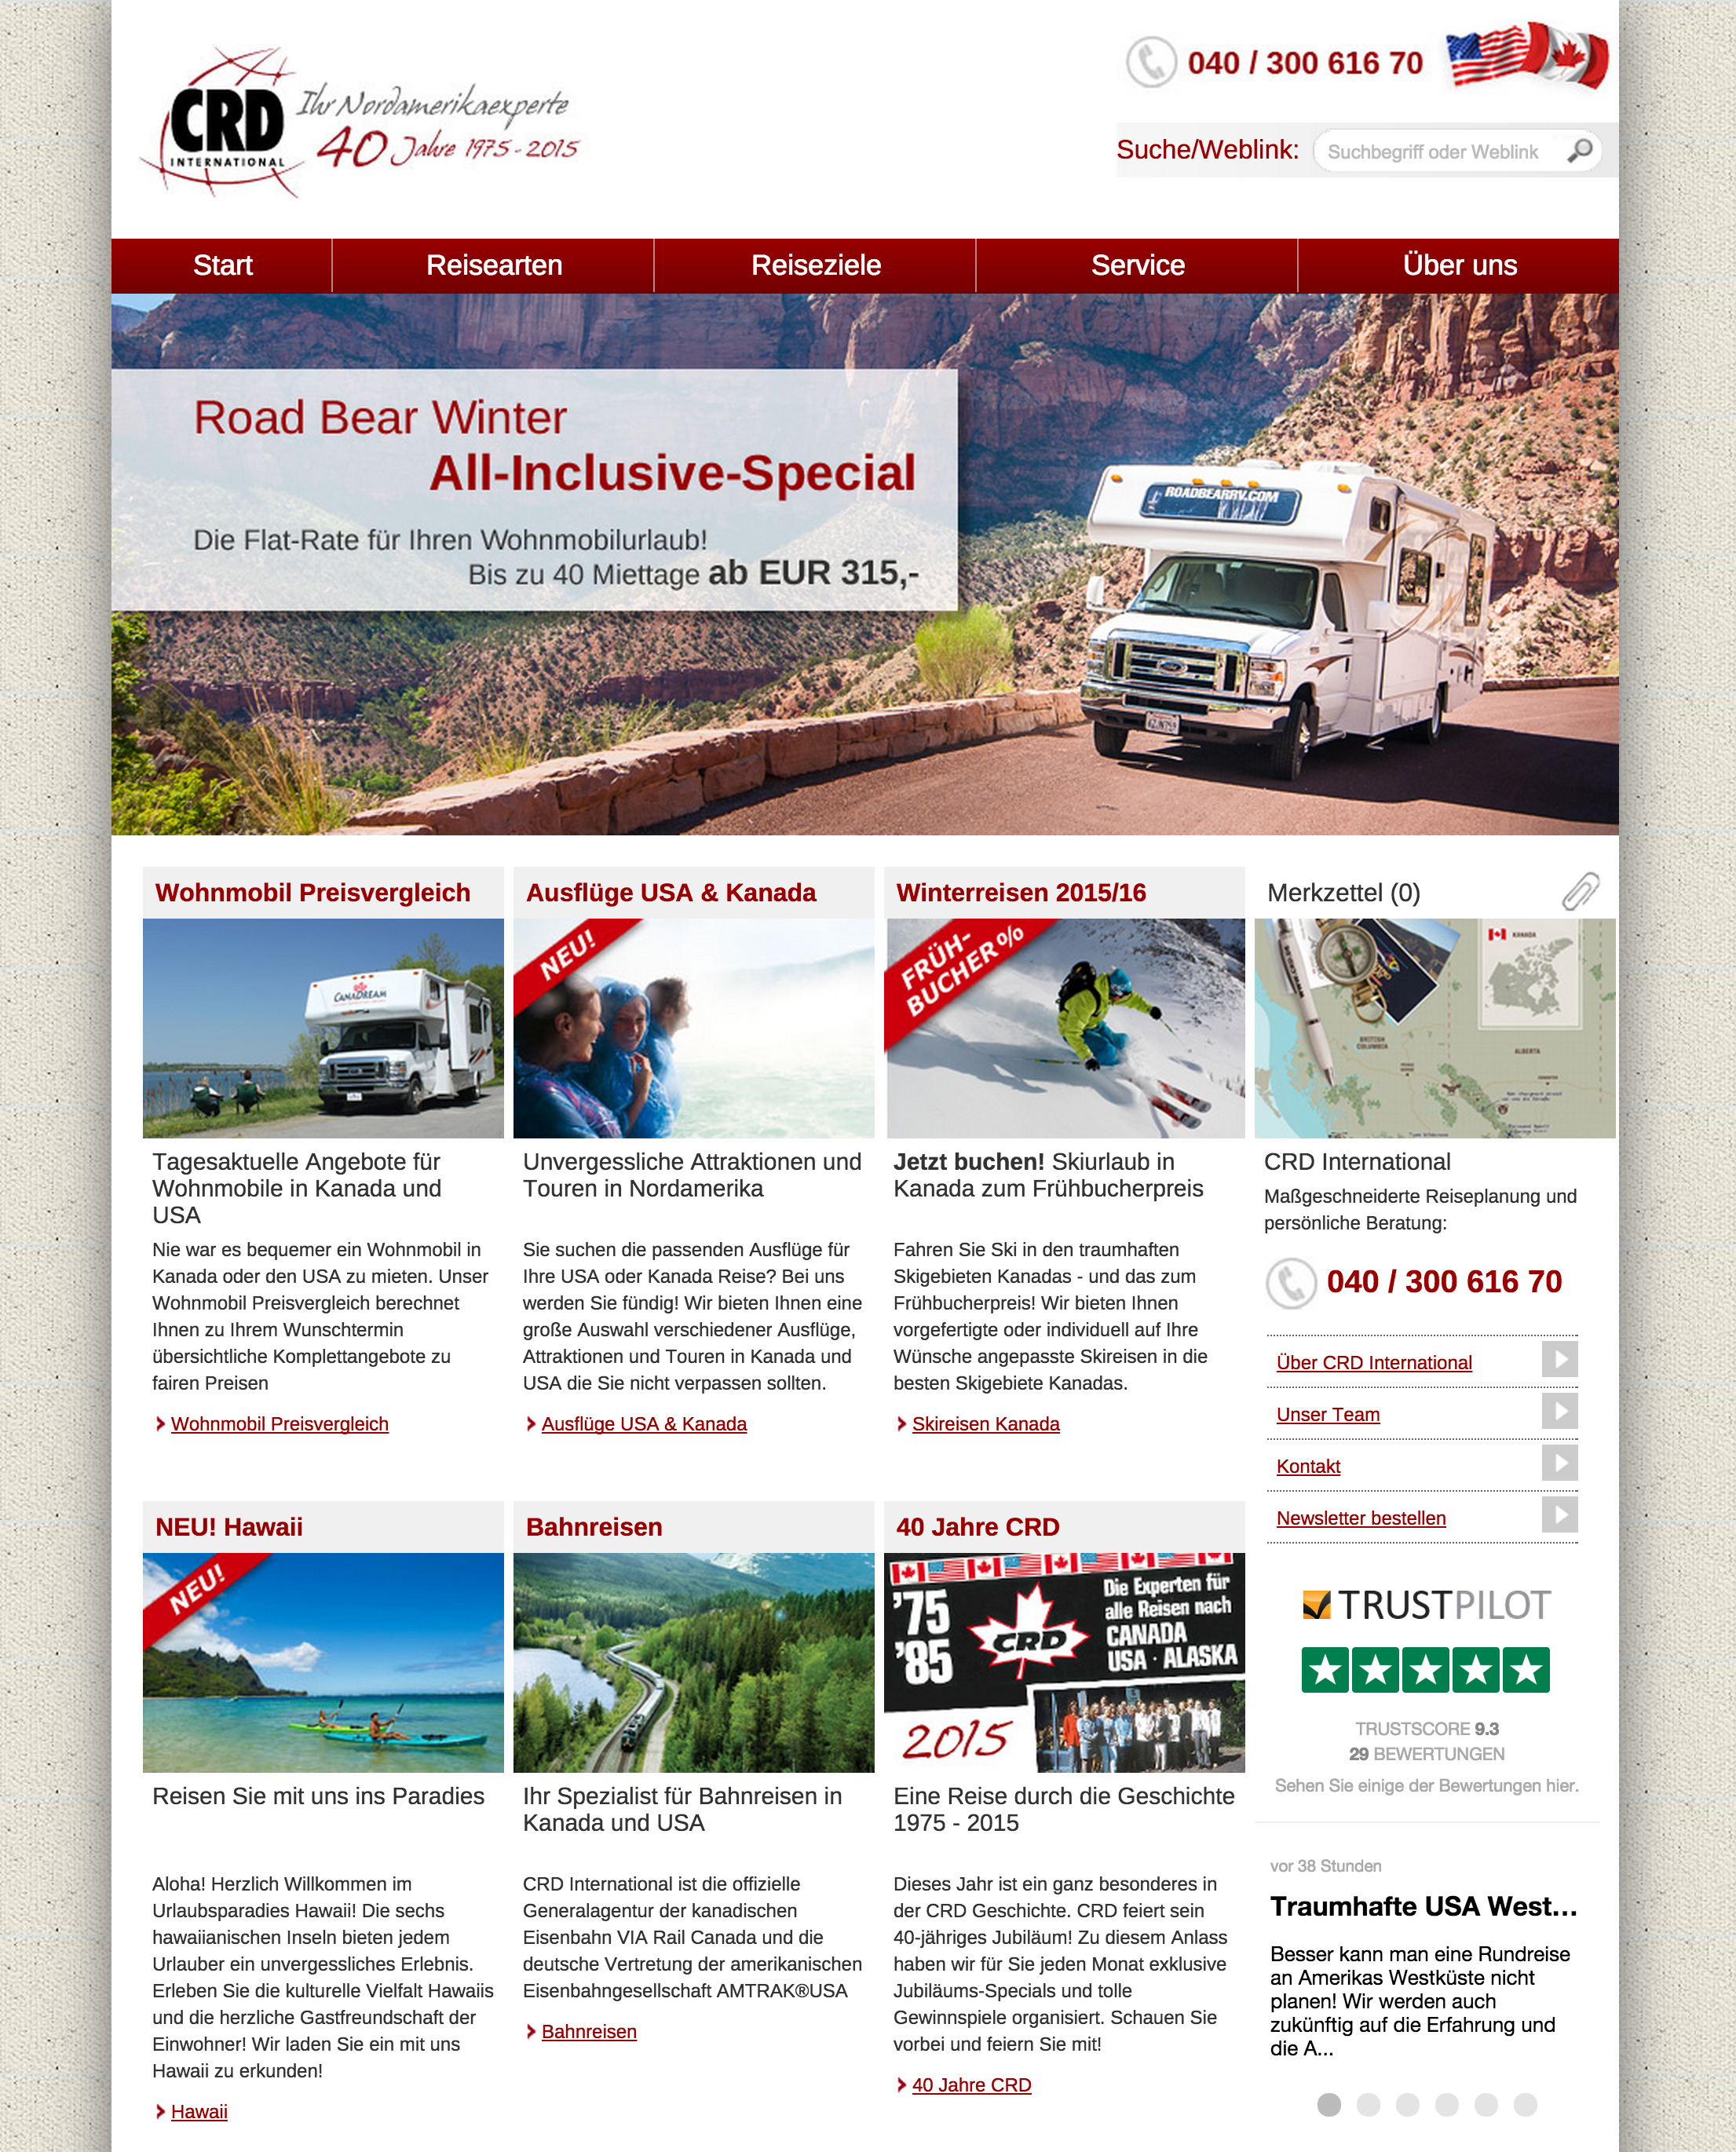 CRD
INTERNATIONAL
Ihr Nordamerikaexperte
40 Jahre 1975 - 2015
040 / 300 616 70
Suche/Weblink:
Suchbegriff oder Weblink
Start
Reisearten
Reiseziele
Service
Über uns
Road Bear Winter
All-Inclusive-Special
Die Flat-Rate für Ihren Wohnmobilurlaub!
Bis zu 40 Miettage ab EUR 315,-
ROADBEARRV.COM
Wohnmobil Preisvergleich
CANADREAM
Tagesaktuelle Angebote für
Wohnmobile in Kanada und
USA
Nie war es bequemer ein Wohnmobil in
Kanada oder den USA zu mieten. Unser
Wohnmobil Preisvergleich berechnet
Ihnen zu Ihrem Wunschtermin
übersichtliche Komplettangebote zu
fairen Preisen
Wohnmobil Preisvergleich
Ausflüge USA & Kanada
NEU!
Unvergessliche Attraktionen und
Touren in Nordamerika
Sie suchen die passenden Ausflüge für
Ihre USA oder Kanada Reise? Bei uns
werden Sie fündig! Wir bieten Ihnen eine
große Auswahl verschiedener Ausflüge,
Attraktionen und Touren in Kanada und
USA die Sie nicht verpassen sollten.
Ausflüge USA & Kanada
Winterreisen 2015/16
FRÜH-
BUCHER %
Jetzt buchen! Skiurlaub in
Kanada zum Frühbucherpreis
Fahren Sie Ski in den traumhaften
Skigebieten Kanadas - und das zum
Frühbucherpreis! Wir bieten Ihnen
vorgefertigte oder individuell auf Ihre
Wünsche angepasste Skireisen in die
besten Skigebiete Kanadas.
Skireisen Kanada
Merkzettel (0)
KANADA
BRITISH
COLUMBIA
ALBERTA
CRD International
Maßgeschneiderte Reiseplanung und
persönliche Beratung:
040 / 300 616 70
Über CRD International
Unser Team
Kontakt
Newsletter bestellen
TRUSTPILOT
TRUSTSCORE 9.3
29 BEWERTUNGEN
Sehen Sie einige der Bewertungen hier.
vor 38 Stunden
Traumhafte USA West...
Besser kann man eine Rundreise
an Amerikas Westküste nicht
planen! Wir werden auch
zukünftig auf die Erfahrung und
die A...
NEU! Hawaii
NEU!
Reisen Sie mit uns ins Paradies
Aloha! Herzlich Willkommen im
Urlaubsparadies Hawaii! Die sechs
hawaiianischen Inseln bieten jedem
Urlauber ein unvergessliches Erlebnis.
Erleben Sie die kulturelle Vielfalt Hawaiis
und die herzliche Gastfreundschaft der
Einwohner! Wir laden Sie ein mit uns
Hawaii zu erkunden!
Hawaii
Bahnreisen
Ihr Spezialist für Bahnreisen in
Kanada und USA
CRD International ist die offizielle
Generalagentur der kanadischen
Eisenbahn VIA Rail Canada und die
deutsche Vertretung der amerikanischen
Eisenbahngesellschaft AMTRAK®USA
Bahnreisen
40 Jahre CRD
'75
'85
CRD
Die Experten für
alle Reisen nach
CANADA
USA · ALASKA
2015
Eine Reise durch die Geschichte
1975 - 2015
Dieses Jahr ist ein ganz besonderes in
der CRD Geschichte. CRD feiert sein
40-jähriges Jubiläum! Zu diesem Anlass
haben wir für Sie jeden Monat exklusive
Jubiläums-Specials und tolle
Gewinnspiele organisiert. Schauen Sie
vorbei und feiern Sie mit!
40 Jahre CRD